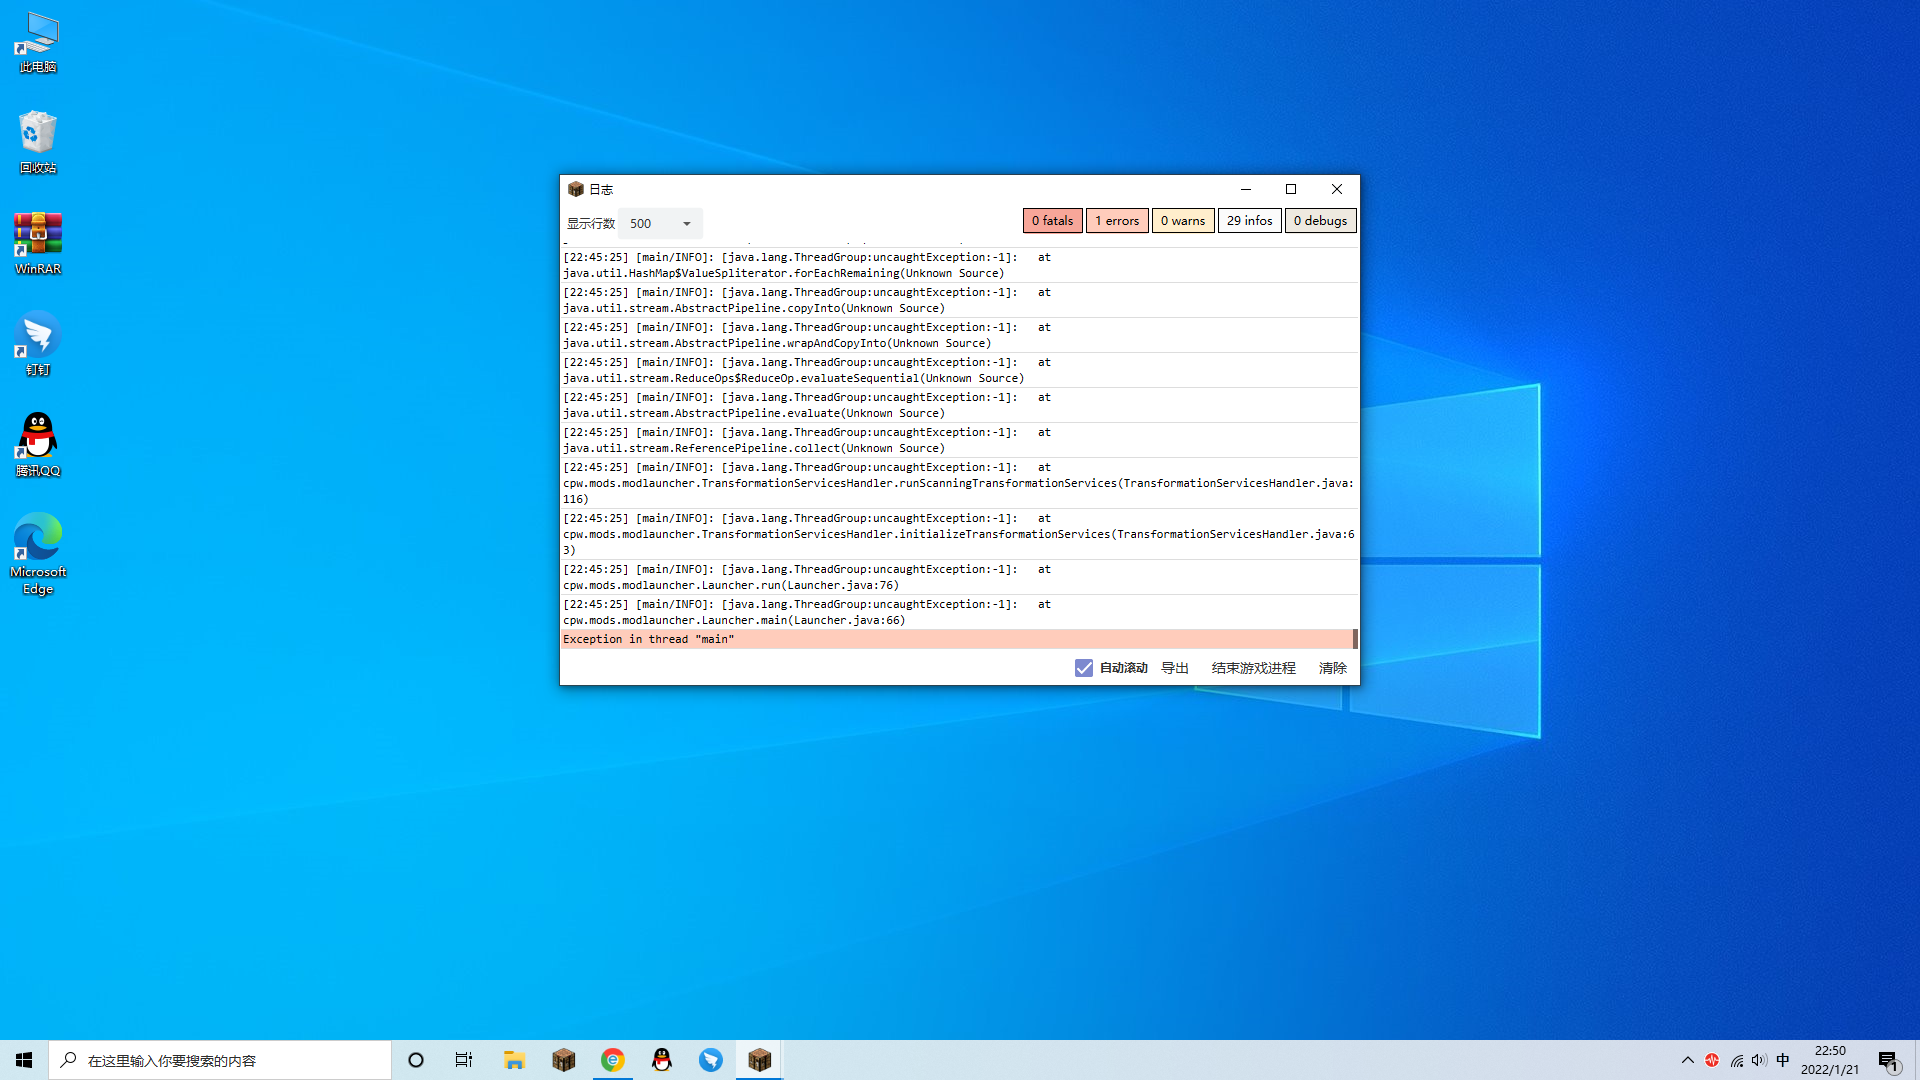 此电脑
回收站
WinRAR
钉钉
腾讯QQ
Microsoft
Edge
日志
显示行数 500
0 fatals 1 errors 0 warns 29 infos 0 debugs
[22:45:25] [main/INFO]: [java.lang.ThreadGroup:uncaughtException:-1]:   at
java.util.HashMap$ValueSpliterator.forEachRemaining(Unknown Source)
[22:45:25] [main/INFO]: [java.lang.ThreadGroup:uncaughtException:-1]:   at
java.util.stream.AbstractPipeline.copyInto(Unknown Source)
[22:45:25] [main/INFO]: [java.lang.ThreadGroup:uncaughtException:-1]:   at
java.util.stream.AbstractPipeline.wrapAndCopyInto(Unknown Source)
[22:45:25] [main/INFO]: [java.lang.ThreadGroup:uncaughtException:-1]:   at
java.util.stream.ReduceOps$ReduceOp.evaluateSequential(Unknown Source)
[22:45:25] [main/INFO]: [java.lang.ThreadGroup:uncaughtException:-1]:   at
java.util.stream.AbstractPipeline.evaluate(Unknown Source)
[22:45:25] [main/INFO]: [java.lang.ThreadGroup:uncaughtException:-1]:   at
java.util.stream.ReferencePipeline.collect(Unknown Source)
[22:45:25] [main/INFO]: [java.lang.ThreadGroup:uncaughtException:-1]:   at
cpw.mods.modlauncher.TransformationServicesHandler.runScanningTransformationServices(TransformationServicesHandler.java:
116)
[22:45:25] [main/INFO]: [java.lang.ThreadGroup:uncaughtException:-1]:   at
cpw.mods.modlauncher.TransformationServicesHandler.initializeTransformationServices(TransformationServicesHandler.java:6
3)
[22:45:25] [main/INFO]: [java.lang.ThreadGroup:uncaughtException:-1]:   at
cpw.mods.modlauncher.Launcher.run(Launcher.java:76)
[22:45:25] [main/INFO]: [java.lang.ThreadGroup:uncaughtException:-1]:   at
cpw.mods.modlauncher.Launcher.main(Launcher.java:66)
Exception in thread "main"
自动滚动 导出 结束游戏进程 清除
在这里输入你要搜索的内容
中
22:50
2022/1/21
1